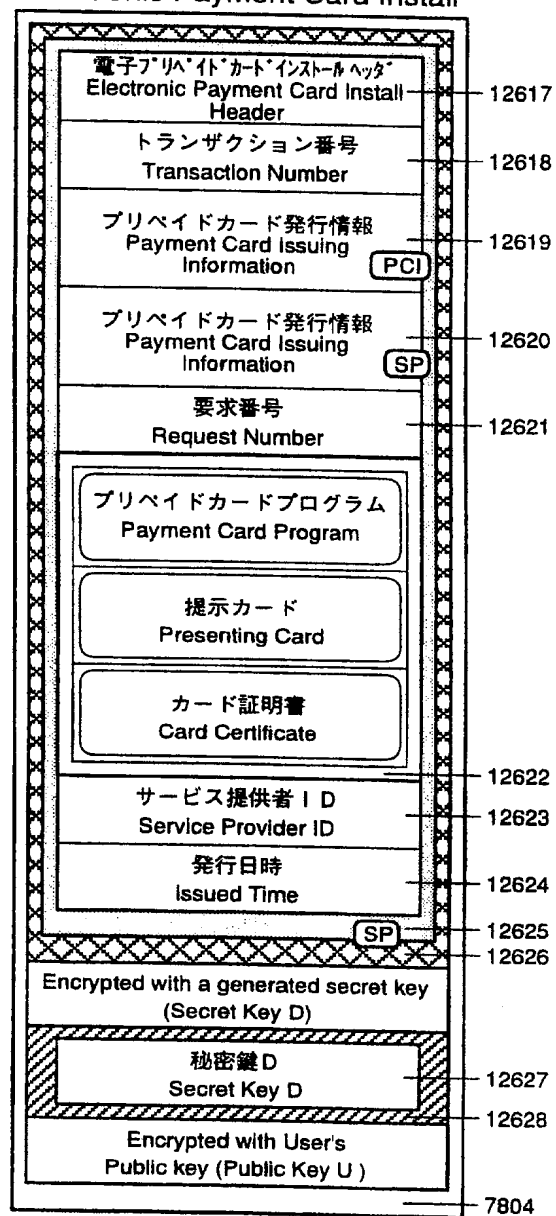 Payment Card Install
電子プリペイドカードインストールヘッダ
Electronic Payment Card Install
Header
12617
トランザクション番号
Transaction Number
12618
プリペイドカード発行情報
Payment Card Issuing
Information
PCI
12619
プリペイドカード発行情報
Payment Card Issuing
Information
SP
12620
要求番号
Request Number
12621
プリペイドカードプログラム
Payment Card Program
提示カード
Presenting Card
カード証明書
Card Certificate
12622
サービス提供者ID
Service Provider ID
12623
発行日時
Issued Time
12624
SP
12625
12626
Encrypted with a generated secret key
(Secret Key D)
秘密鍵D
Secret Key D
12627
12628
Encrypted with User's
Public key (Public Key U )
7804